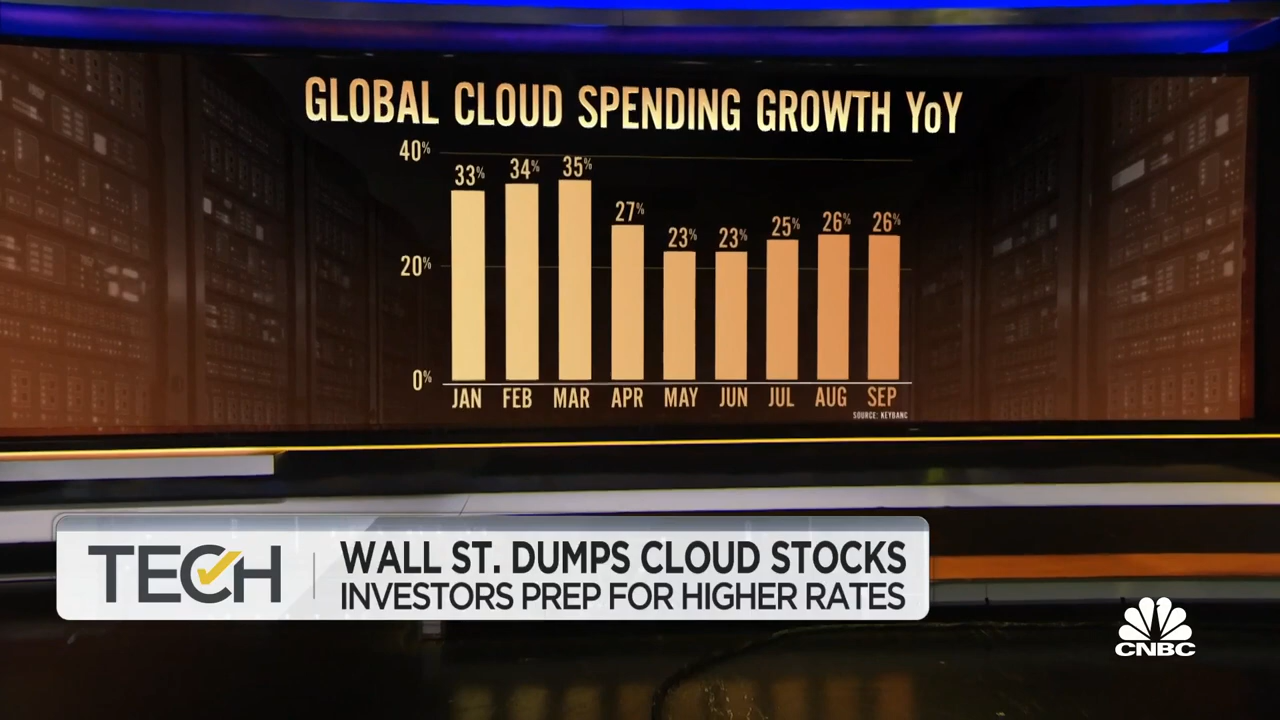 GLOBAL CLOUD SPENDING GROWTH YoY
40%
33%
34%
35%
27%
23%
23%
25%
26%
26%
20%
0%
JAN FEB MAR APR MAY JUN JUL AUG SEP
SOURCE: KEYBANC
TECH
WALL ST. DUMPS CLOUD STOCKS
INVESTORS PREP FOR HIGHER RATES
CNBC